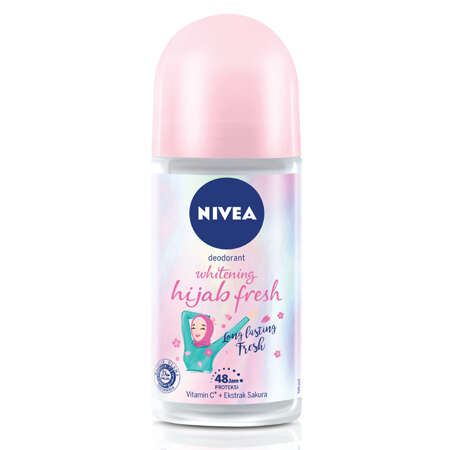 NIVEA
deodorant
whitening
hijab fresh
Long lasting
Fresh
48 Jam
PROTEKSI
Vitamin C* + Ekstrak Sakura